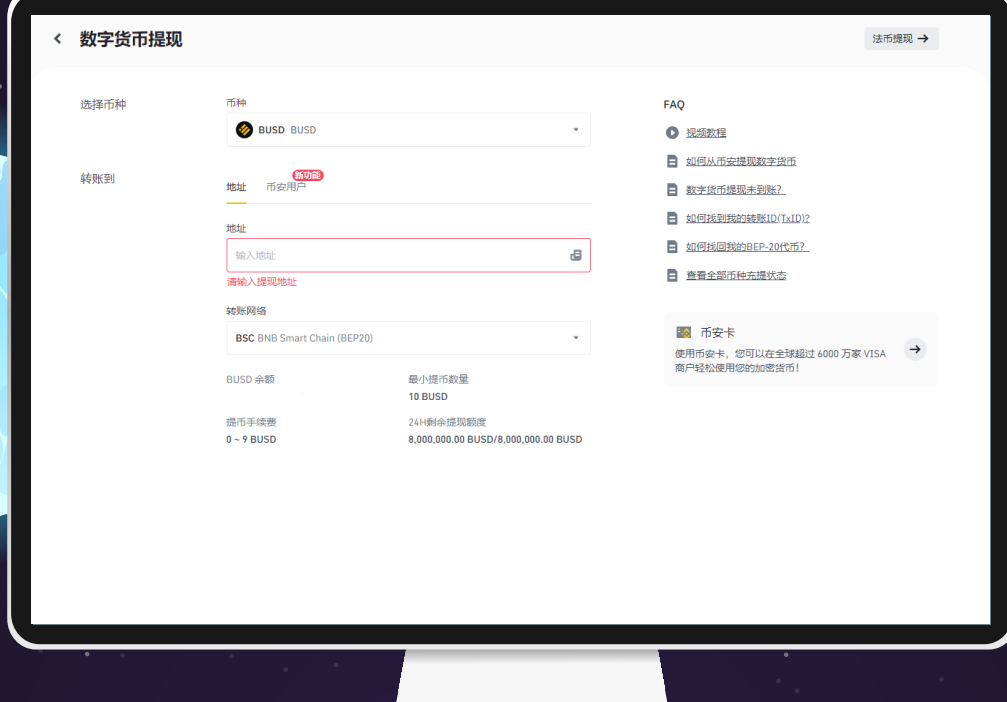 数字货币提现
法币提现
选择币种
币种
BUSD BUSD
转账到
地址
币安用户
新功能
地址
输入地址
请输入提现地址
转账网络
BSC BNB Smart Chain (BEP20)
BUSD 余额
最小提币数量
10 BUSD
提币手续费
0 ~ 9 BUSD
24H剩余提现额度
8,000,000.00 BUSD/8,000,000.00 BUSD
FAQ
视频教程
如何从币安提现数字货币
数字货币提现未到账？
如何找到我的转账ID(TxID)?
如何找回我的BEP-20代币？
查看全部币种充提状态
币安卡
使用币安卡，您可以在全球超过 6000 万家 VISA
商户轻松使用您的加密货币！